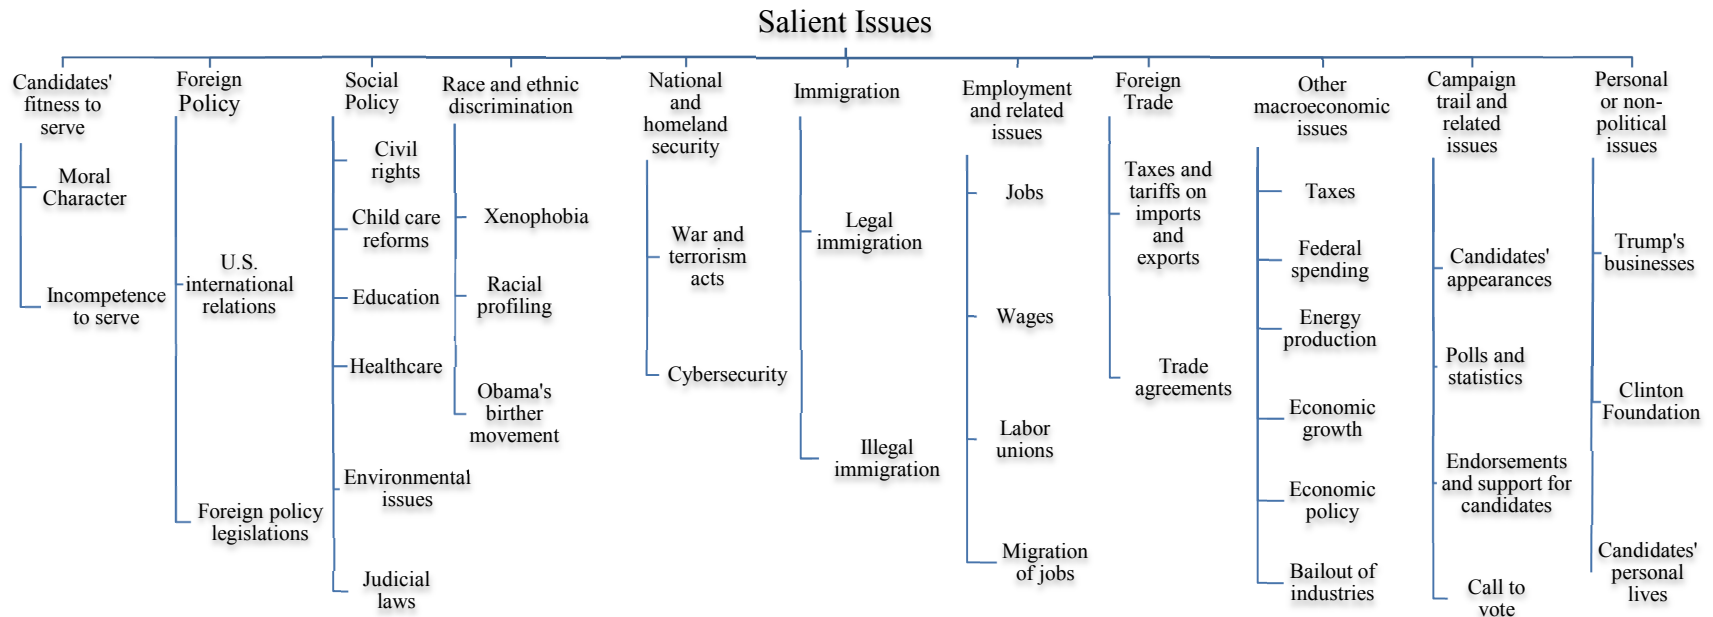 Salient Issues
Candidates'
fitness to
serve
Moral
Character
Incompetence
to serve
Foreign
Policy
U.S.
international
relations
Foreign policy
legislations
Social
Policy
Civil
rights
Child care
reforms
Education
Healthcare
Environmental
issues
Judicial
laws
Race and ethnic
discrimination
Xenophobia
Racial
profiling
Obama's
birther
movement
National
and
homeland
security
War and
terrorism
acts
Cybersecurity
Immigration
Legal
immigration
Illegal
immigration
Employment
and related
issues
Jobs
Wages
Labor
unions
Migration
of jobs
Foreign
Trade
Taxes and
tariffs on
imports
and
exports
Trade
agreements
Other
macroeconomic
issues
Taxes
Federal
spending
Energy
production
Economic
growth
Economic
policy
Bailout of
industries
Campaign
trail and
related
issues
Candidates'
appearances
Polls and
statistics
Endorsements
and support for
candidates
Call to
vote
Personal
or non-
political
issues
Trump's
businesses
Clinton
Foundation
Candidates'
personal
lives